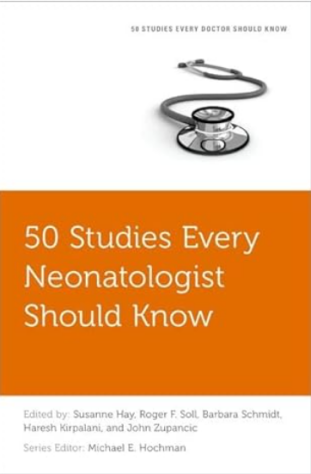 50 STUDIES EVERY DOCTOR SHOULD KNOW
50 Studies Every
Neonatologist
Should Know
Edited by: Susanne Hay, Roger F. Soll, Barbara Schmidt,
Haresh Kirpalani, and John Zupancic
Series Editor: Michael E. Hochman